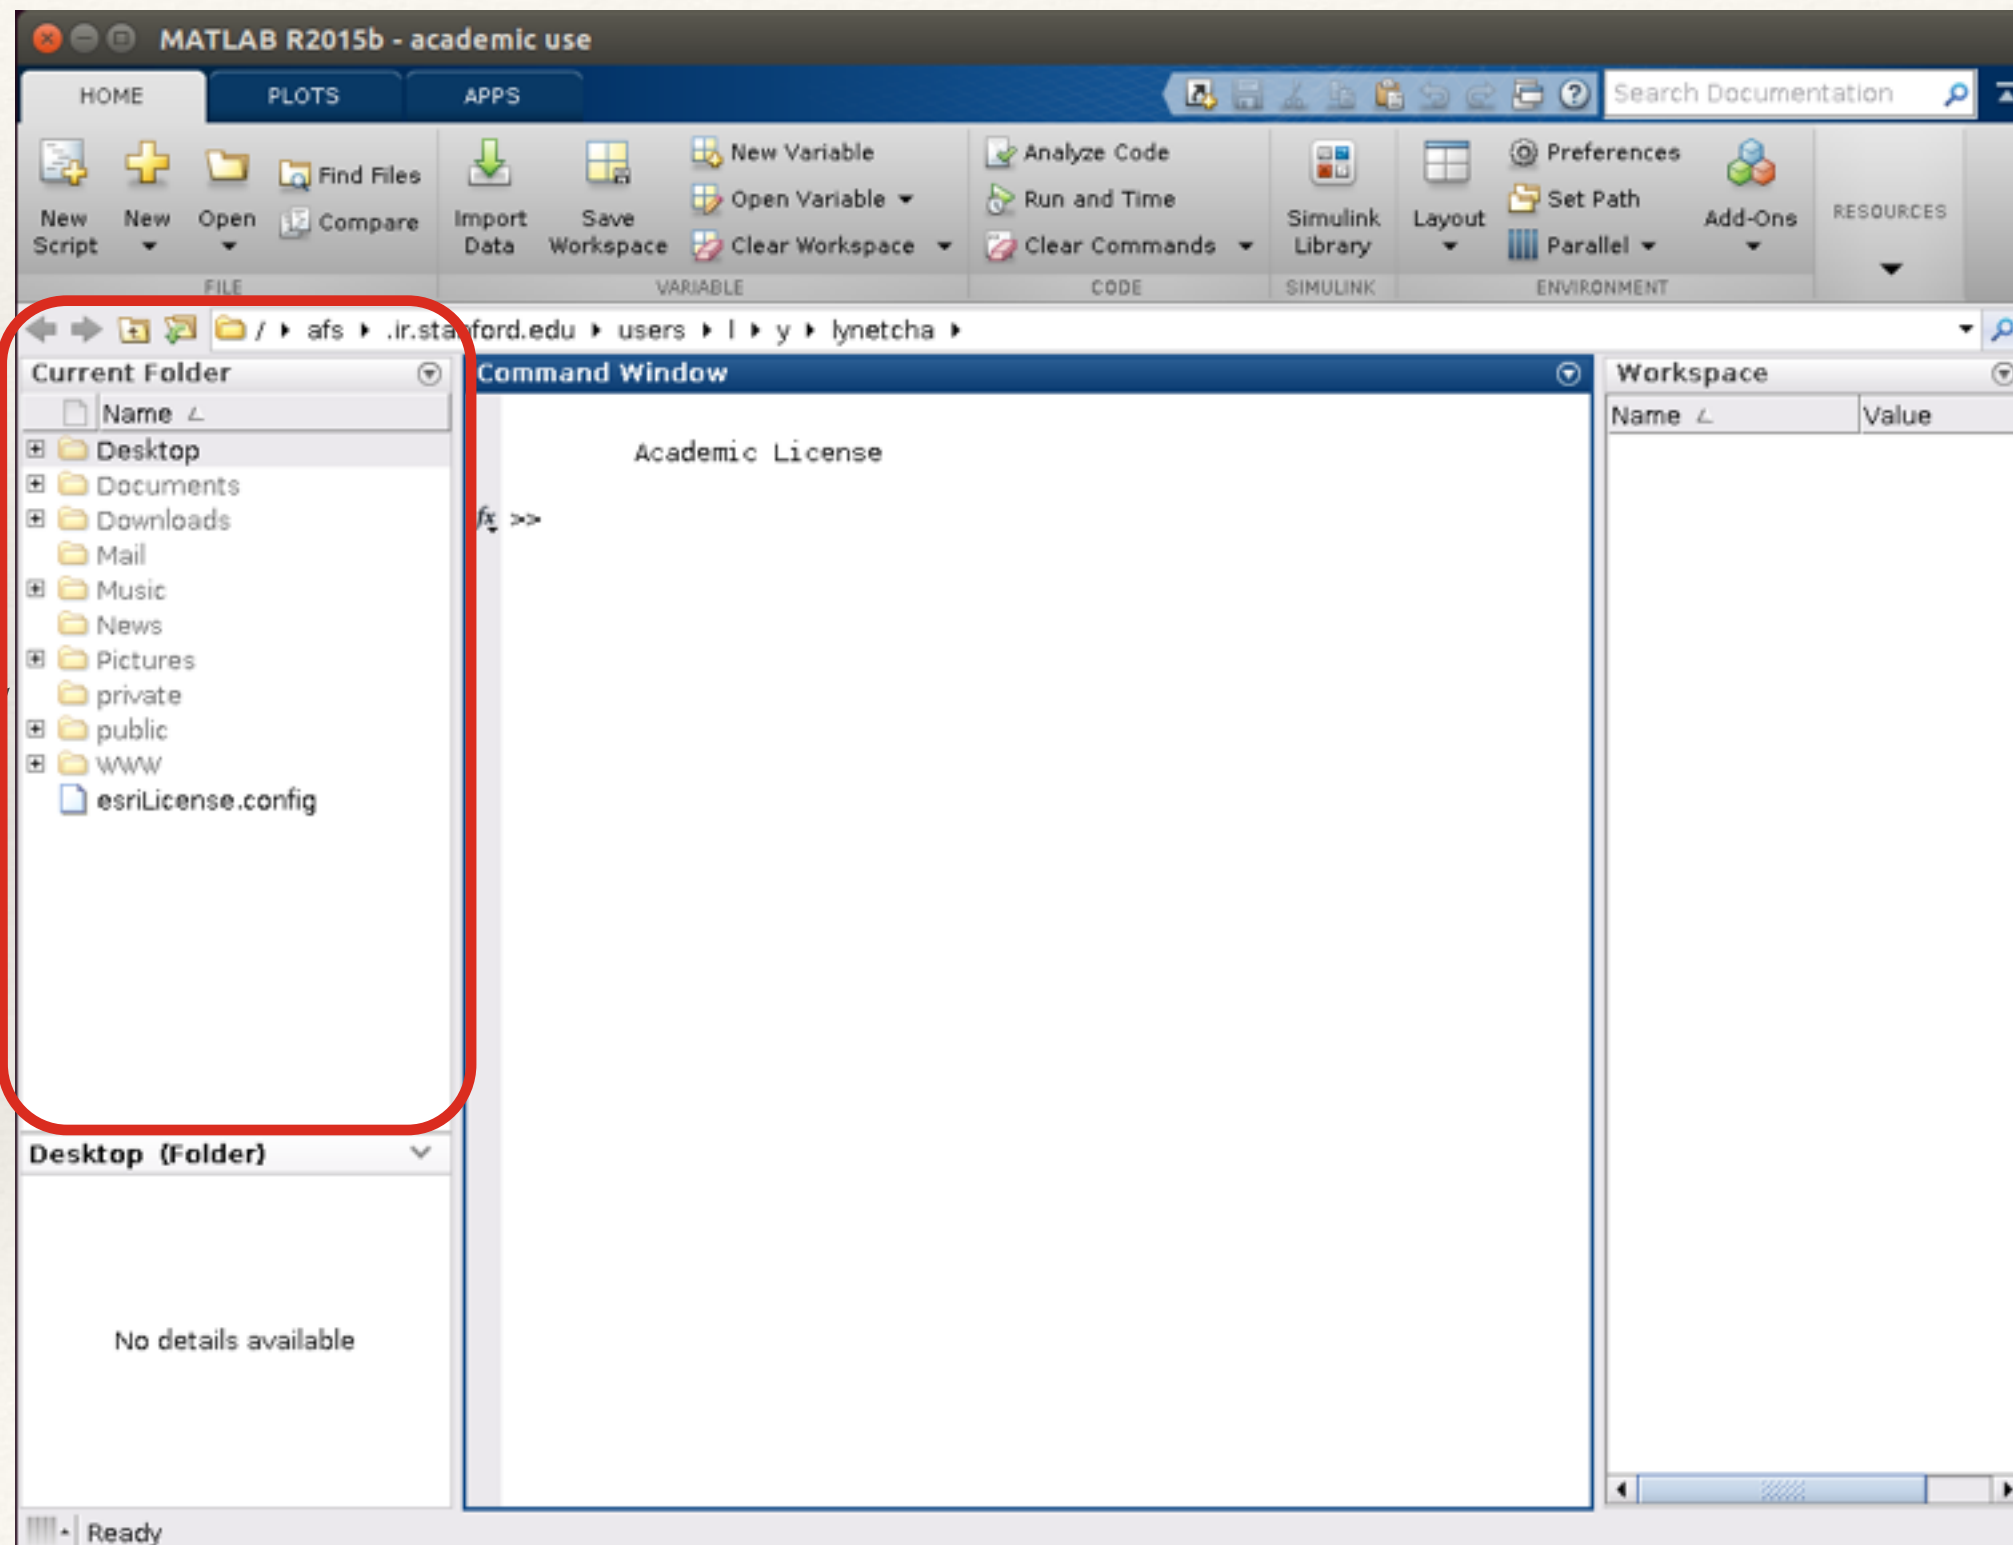 MATLAB R2015b - academic use
HOME PLOTS APPS Search Documentation
New Script New Open Find Files Compare
Import Data Save Workspace New Variable Open Variable Clear Workspace
Analyze Code Run and Time Clear Commands
Simulink Library Layout Preferences Set Path Parallel Add-Ons RESOURCES
FILE VARIABLE CODE SIMULINK ENVIRONMENT
/ afs .ir.stanford.edu users l y lynetcha
Current Folder
Name
Desktop
Documents
Downloads
Mail
Music
News
Pictures
private
public
WWW
esriLicense.config
Desktop (Folder)
No details available
Command Window
Academic License
fx >>
Workspace
Name Value
Ready